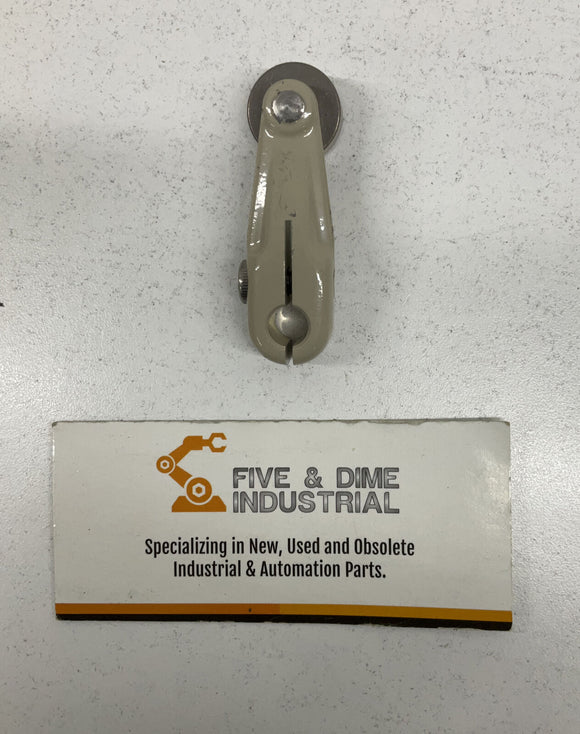 FIVE & DIME
INDUSTRIAL
Specializing in New, Used and Obsolete
Industrial & Automation Parts.